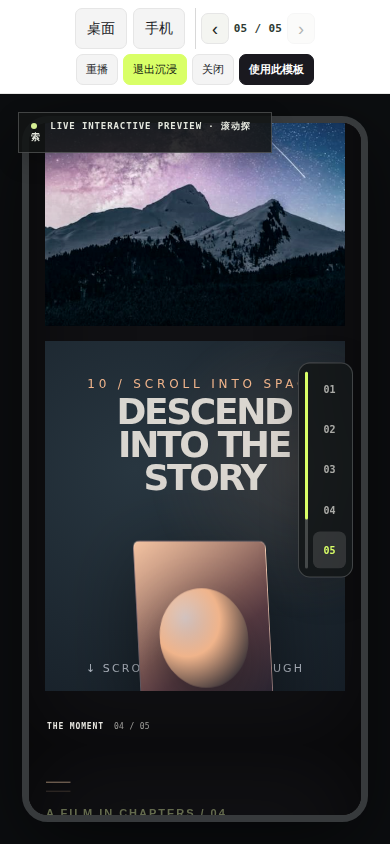 桌面 手机 ‹ 05 / 05 ›
重播 退出沉浸 关闭 使用此模板
LIVE INTERACTIVE PREVIEW · 滚动探
索
10 / SCROLL INTO SPA
DESCEND
INTO THE
STORY
01
02
03
04
05
↓ SCRO UGH
THE MOMENT 04 / 05
A FILM IN CHAPTERS / 04